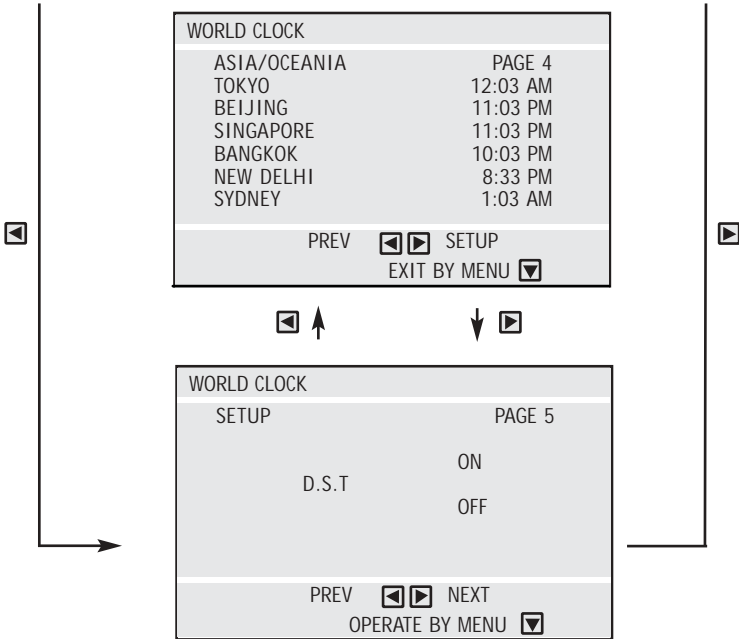 WORLD CLOCK
ASIA/OCEANIA PAGE 4
TOKYO 12:03 AM
BEIJING 11:03 PM
SINGAPORE 11:03 PM
BANGKOK 10:03 PM
NEW DELHI 8:33 PM
SYDNEY 1:03 AM
PREV SETUP
EXIT BY MENU
WORLD CLOCK
SETUP PAGE 5
ON
D.S.T
OFF
PREV NEXT
OPERATE BY MENU